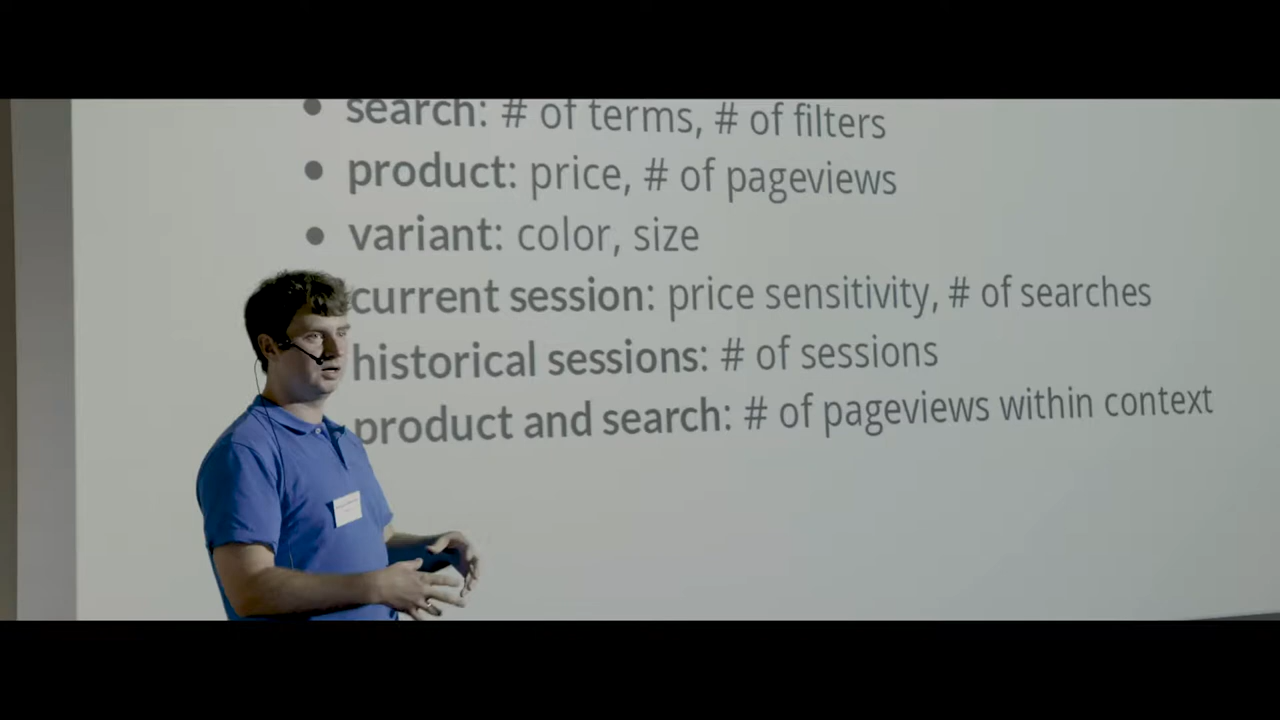 • search: # of terms, # of filters
• product: price, # of pageviews
• variant: color, size
current session: price sensitivity, # of searches
historical sessions: # of sessions
product and search: # of pageviews within context